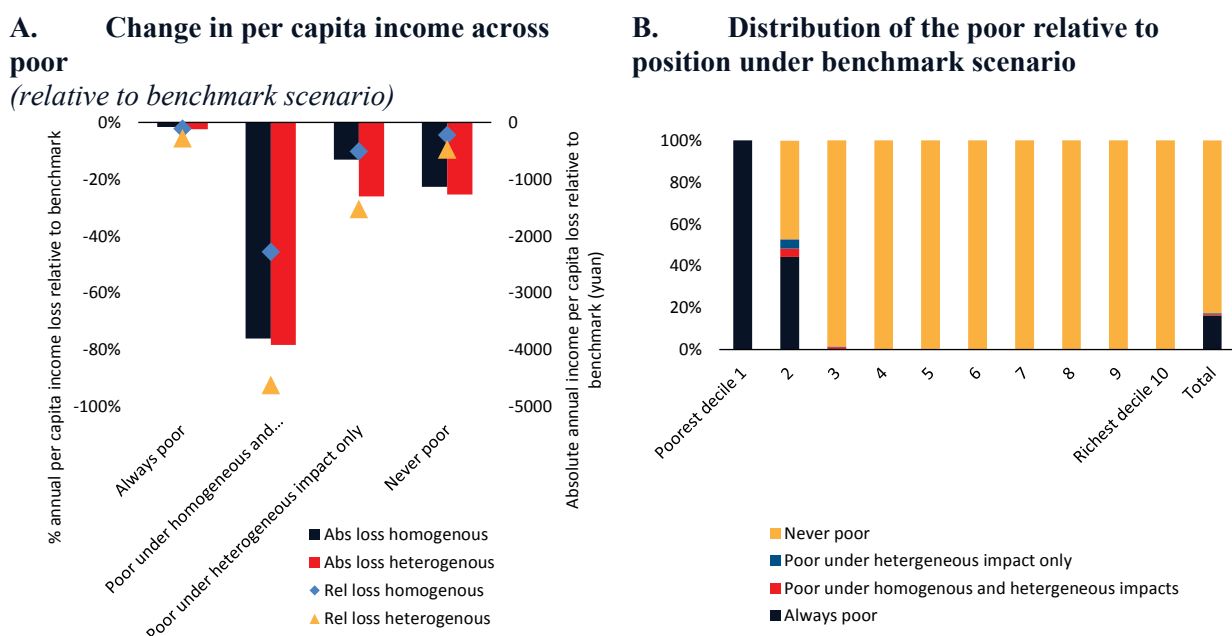 A. Change in per capita income across
poor
(relative to benchmark scenario)
% annual per capita income loss relative to benchmark
0%
-20%
-40%
-60%
-80%
-100%
0
-1000
-2000
-3000
-4000
-5000
Absolute annual income per capita loss relative to
benchmark (yuan)
Always poor
Poor under homogeneous and...
Poor under heterogeneous impact only
Never poor
Abs loss homogenous
Abs loss heterogenous
Rel loss homogenous
Rel loss heterogenous
B. Distribution of the poor relative to
position under benchmark scenario
100%
80%
60%
40%
20%
0%
Poorest decile 1
2
3
4
5
6
7
8
9
Richest decile 10
Total
Never poor
Poor under hetergeneous impact only
Poor under homogenous and hetergeneous impacts
Always poor